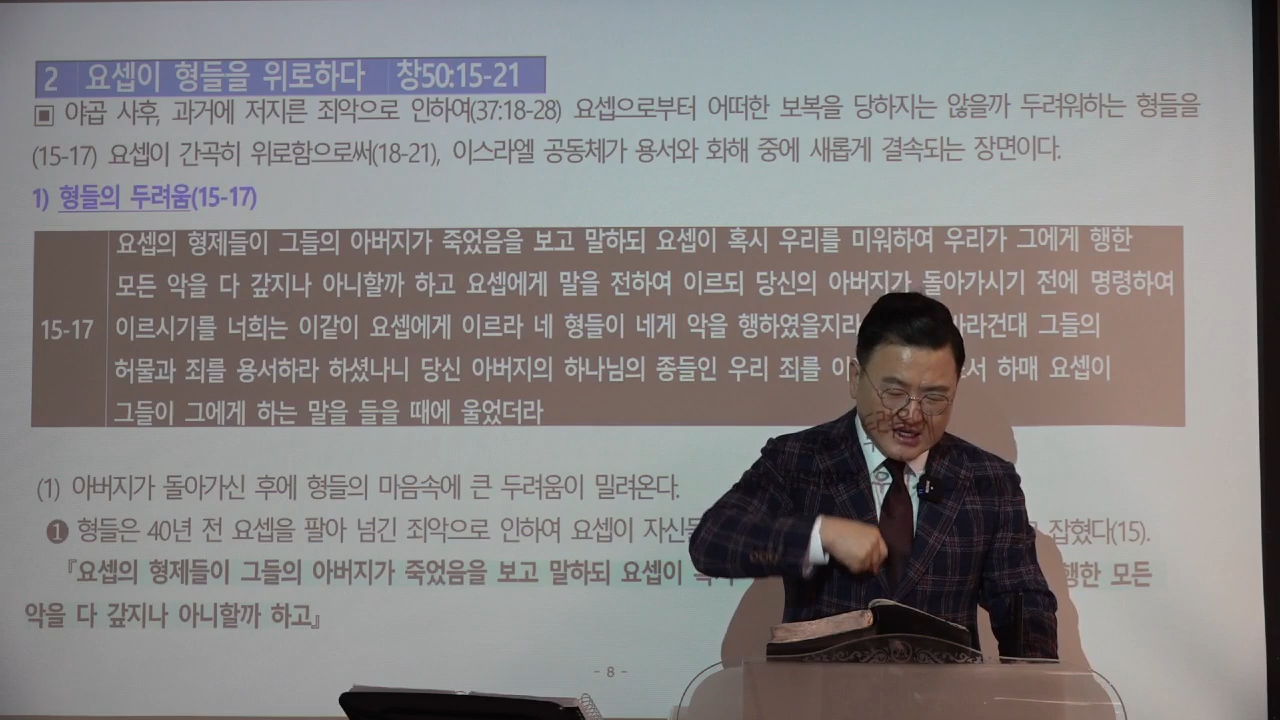 2 요셉이 형들을 위로하다 창50:15-21
▣ 야곱 사후, 과거에 저지른 죄악으로 인하여(37:18-28) 요셉으로부터 어떠한 보복을 당하지는 않을까 두려워하는 형들을
(15-17) 요셉이 간곡히 위로함으로써(18-21), 이스라엘 공동체가 용서와 화해 중에 새롭게 결속되는 장면이다.
1) 형들의 두려움(15-17)
요셉의 형제들이 그들의 아버지가 죽었음을 보고 말하되 요셉이 혹시 우리를 미워하여 우리가 그에게 행한
모든 악을 다 갚지나 아니할까 하고 요셉에게 말을 전하여 이르되 당신의 아버지가 돌아가시기 전에 명령하여
15-17 이르시기를 너희는 이같이 요셉에게 이르라 네 형들이 네게 악을 행하였을지라 바라건대 그들의
허물과 죄를 용서하라 하셨나니 당신 아버지의 하나님의 종들인 우리 죄를 이 서 하매 요셉이
그들이 그에게 하는 말을 들을 때에 울었더라
(1) 아버지가 돌아가신 후에 형들의 마음속에 큰 두려움이 밀려온다.
❶ 형들은 40년 전 요셉을 팔아 넘긴 죄악으로 인하여 요셉이 자신들 잡혔다(15).
『요셉의 형제들이 그들의 아버지가 죽었음을 보고 말하되 요셉이 행한 모든
악을 다 갚지나 아니할까 하고』
- 8 -